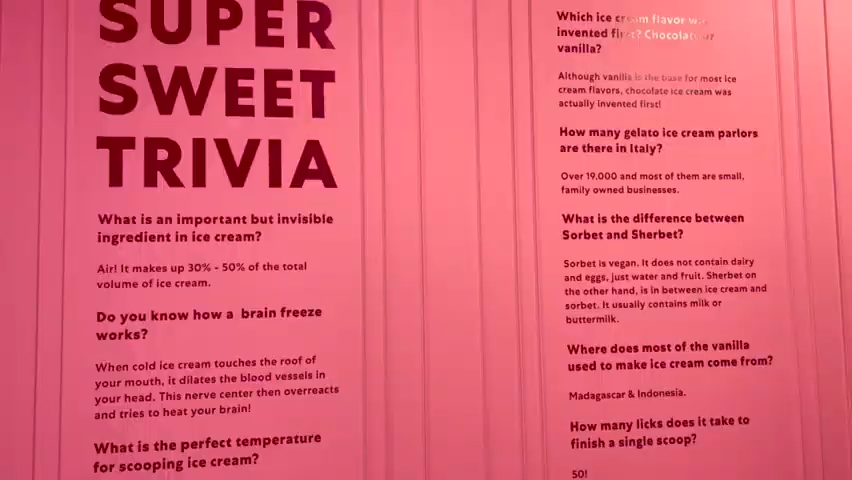 SUPER
SWEET
TRIVIA
What is an important but invisible
ingredient in ice cream?
Air! It makes up 30% - 50% of the total
volume of ice cream.
Do you know how a brain freeze
works?
When cold ice cream touches the roof of
your mouth, it dilates the blood vessels in
your head. This nerve center then overreacts
and tries to heat your brain!
What is the perfect temperature
for scooping ice cream?
Which ice cream flavor was
invented first? Chocolate or
vanilla?
Although vanilla is the base for most ice
cream flavors, chocolate ice cream was
actually invented first!
How many gelato ice cream parlors
are there in Italy?
Over 19,000 and most of them are small,
family owned businesses.
What is the difference between
Sorbet and Sherbet?
Sorbet is vegan. It does not contain dairy
and eggs, just water and fruit. Sherbet on
the other hand, is in between ice cream and
sorbet. It usually contains milk or
buttermilk.
Where does most of the vanilla
used to make ice cream come from?
Madagascar & Indonesia.
How many licks does it take to
finish a single scoop?
50!